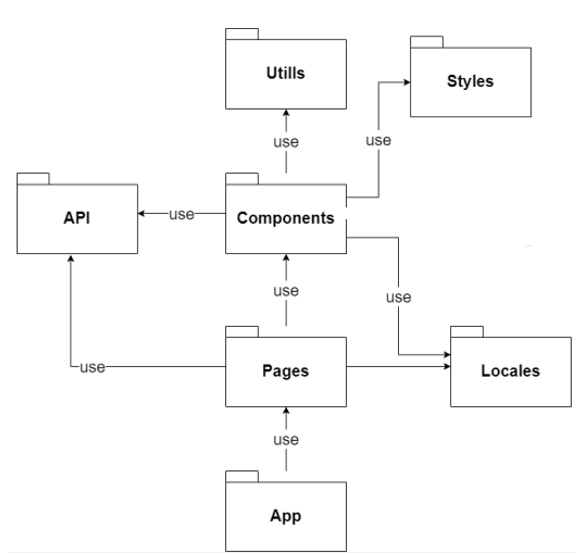 Utills
Styles
use
use
API
use
Components
use
use
use
Pages
Locales
use
App